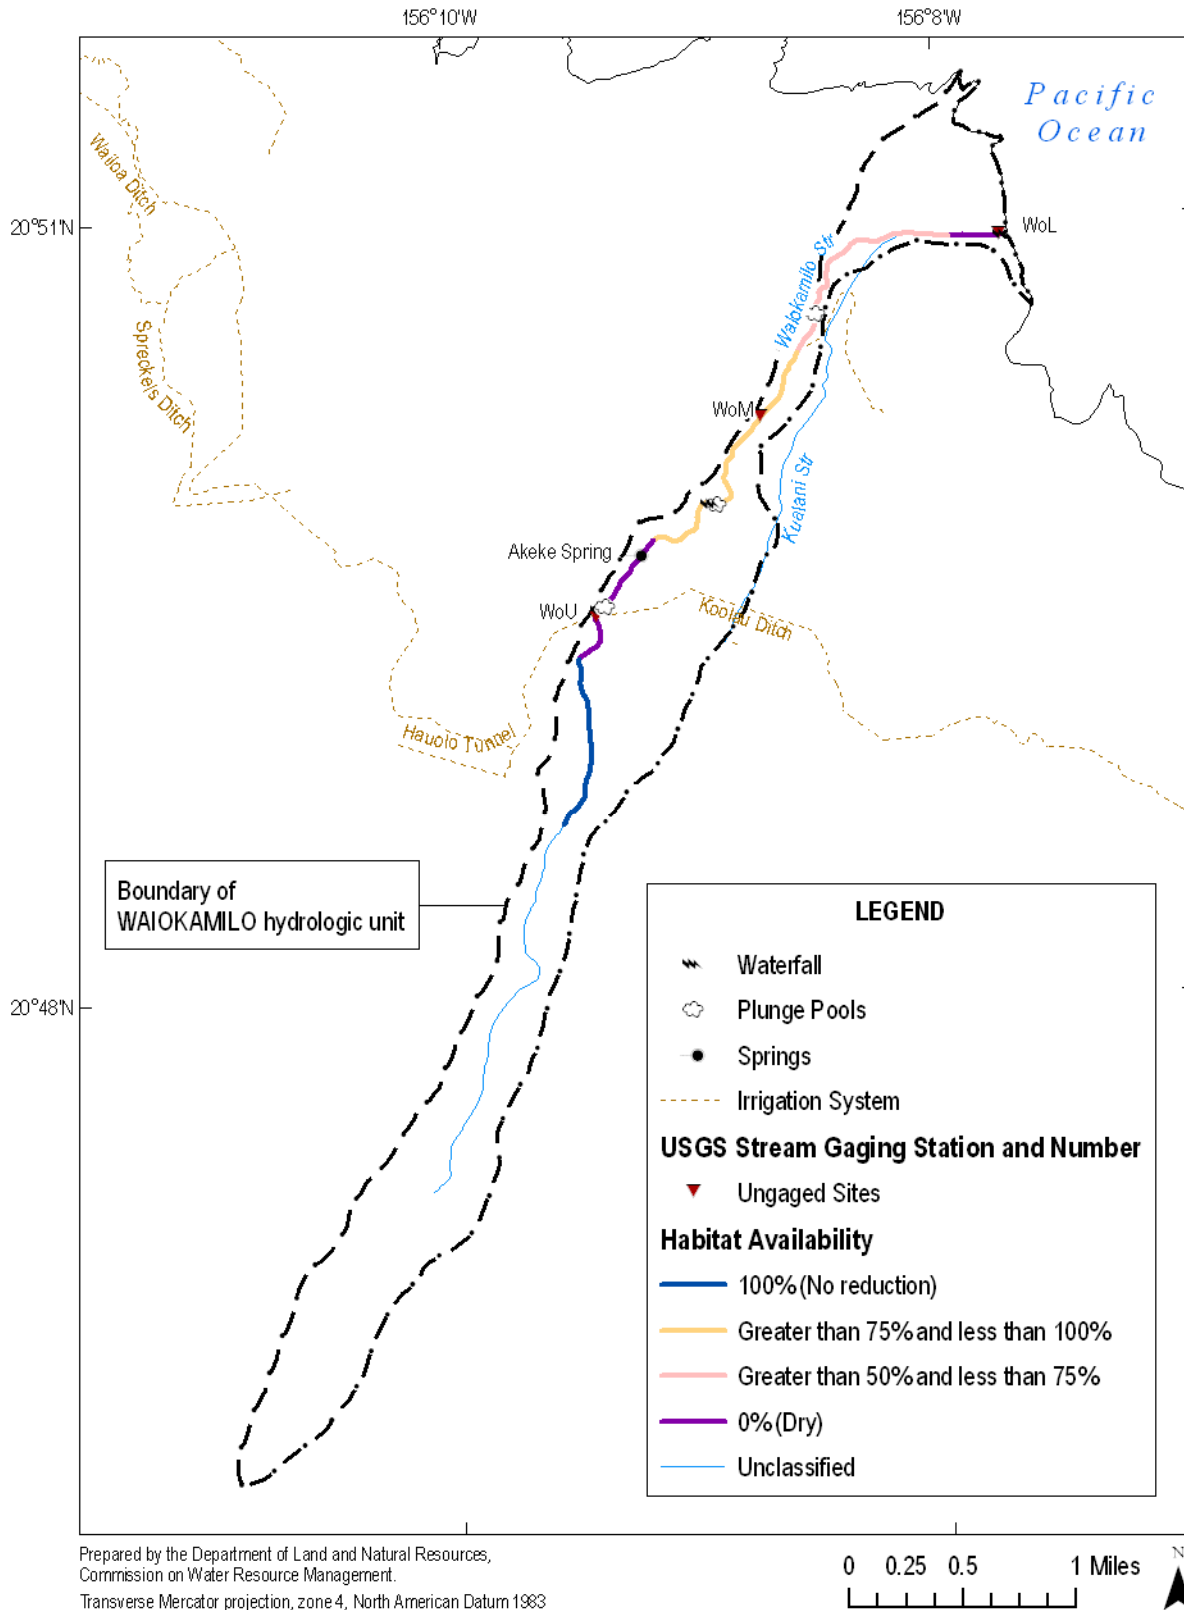 156°10'W
156°8'W
Pacific
Ocean
Wailoa Ditch
20°51'N
WoL
Waiokamilo Str
Spreckels Ditch
WoM
Kualani Str
Akeke Spring
WoU
Koolau Ditch
Hauolo Tunnel
Boundary of
WAIOKAMILO hydrologic unit
LEGEND
Waterfall
20°48'N
Plunge Pools
Springs
Irrigation System
USGS Stream Gaging Station and Number
Ungaged Sites
Habitat Availability
100% (No reduction)
Greater than 75% and less than 100%
Greater than 50% and less than 75%
0% (Dry)
Unclassified
Prepared by the Department of Land and Natural Resources,
Commission on Water Resource Management.
Transverse Mercator projection, zone 4, North American Datum 1983
0 0.25 0.5 1 Miles
N